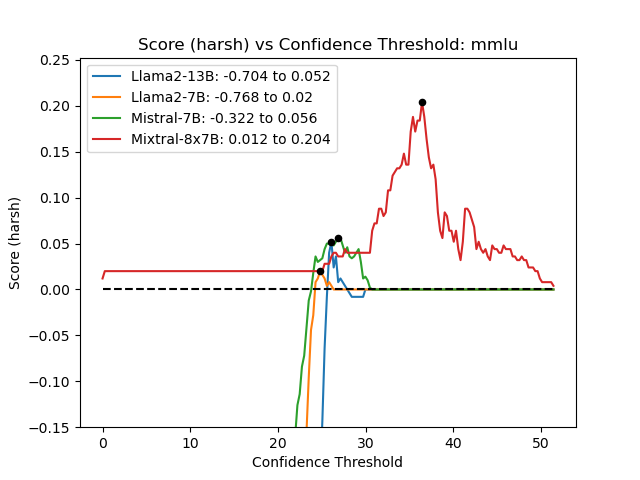 Score (harsh) vs Confidence Threshold: mmlu
Llama2-13B: -0.704 to 0.052
Llama2-7B: -0.768 to 0.02
Mistral-7B: -0.322 to 0.056
Mixtral-8x7B: 0.012 to 0.204
Score (harsh)
0.25
0.20
0.15
0.10
0.05
0.00
−0.05
−0.10
−0.15
0 10 20 30 40 50
Confidence Threshold